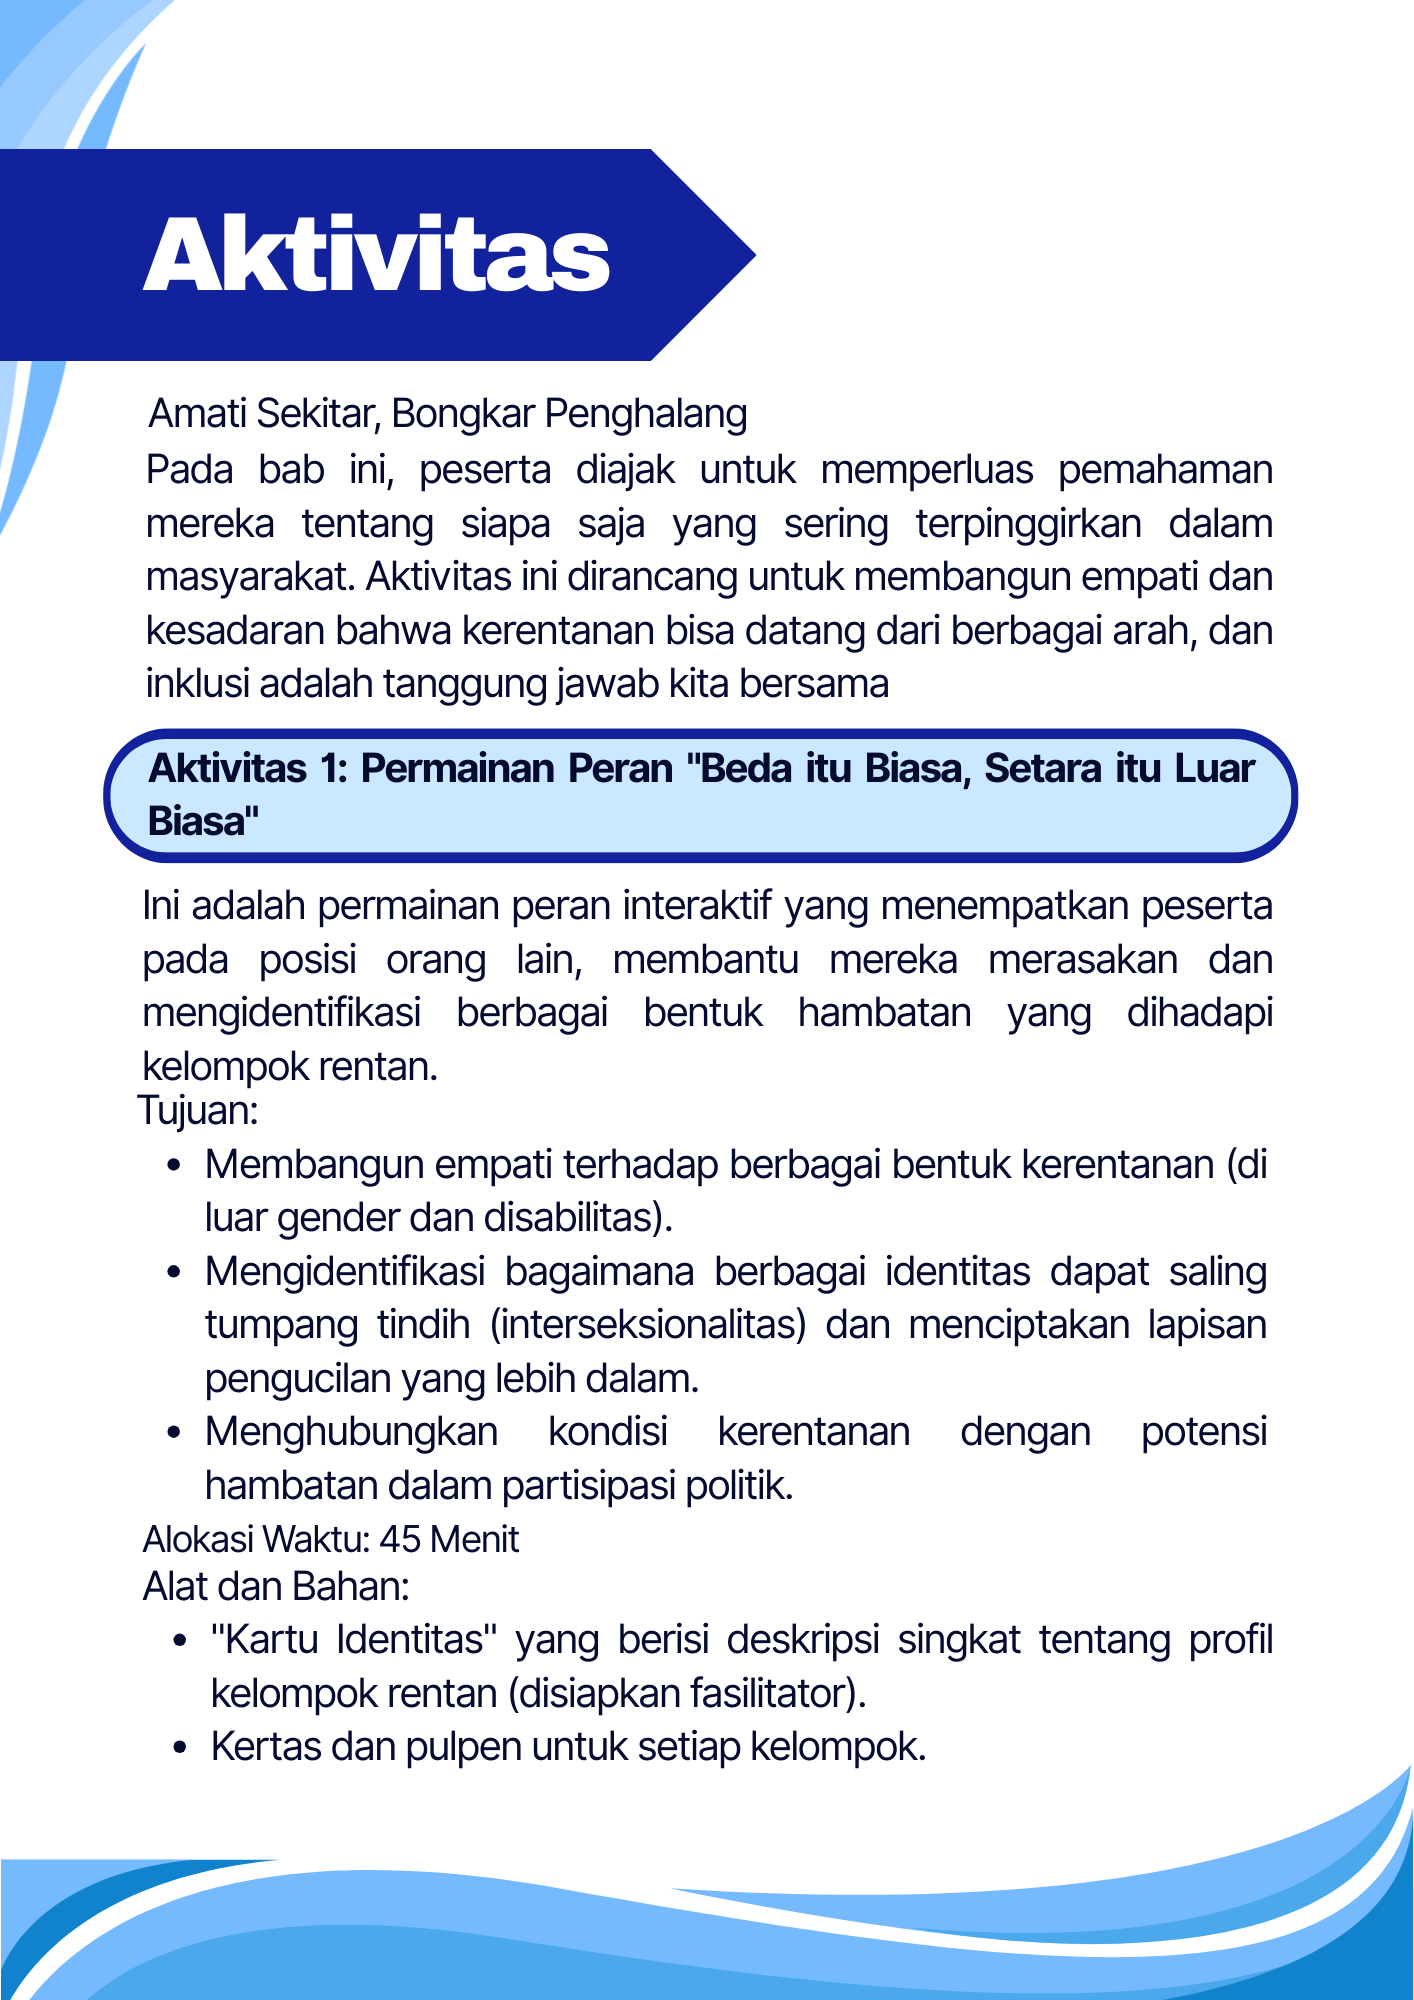 Aktivitas
Amati Sekitar, Bongkar Penghalang
Pada bab ini, peserta diajak untuk memperluas pemahaman
mereka tentang siapa saja yang sering terpinggirkan dalam
masyarakat. Aktivitas ini dirancang untuk membangun empati dan
kesadaran bahwa kerentanan bisa datang dari berbagai arah, dan
inklusi adalah tanggung jawab kita bersama
Aktivitas 1: Permainan Peran "Beda itu Biasa, Setara itu Luar
Biasa"
Ini adalah permainan peran interaktif yang menempatkan peserta
pada posisi orang lain, membantu mereka merasakan dan
mengidentifikasi berbagai bentuk hambatan yang dihadapi
kelompok rentan.
Tujuan:
• Membangun empati terhadap berbagai bentuk kerentanan (di
luar gender dan disabilitas).
• Mengidentifikasi bagaimana berbagai identitas dapat saling
tumpang tindih (interseksionalitas) dan menciptakan lapisan
pengucilan yang lebih dalam.
• Menghubungkan kondisi kerentanan dengan potensi
hambatan dalam partisipasi politik.
Alokasi Waktu: 45 Menit
Alat dan Bahan:
• "Kartu Identitas" yang berisi deskripsi singkat tentang profil
kelompok rentan (disiapkan fasilitator).
• Kertas dan pulpen untuk setiap kelompok.